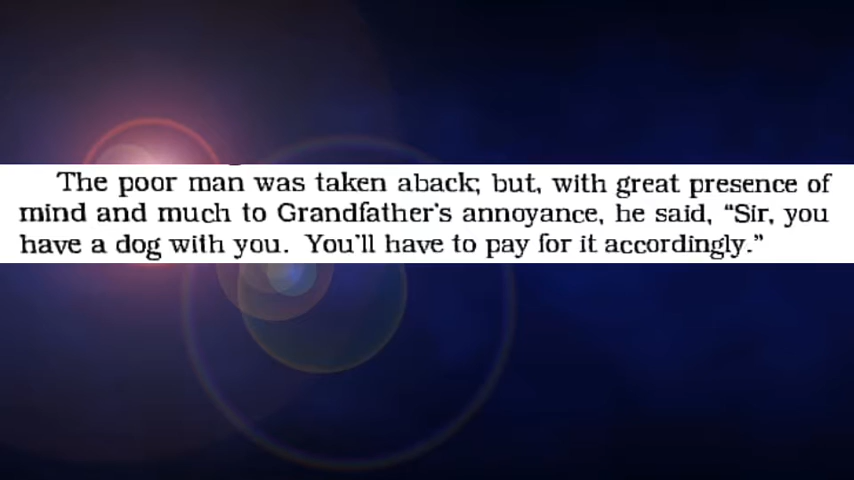 The poor man was taken aback; but, with great presence of
mind and much to Grandfather's annoyance, he said, “Sir, you
have a dog with you. You'll have to pay for it accordingly.”